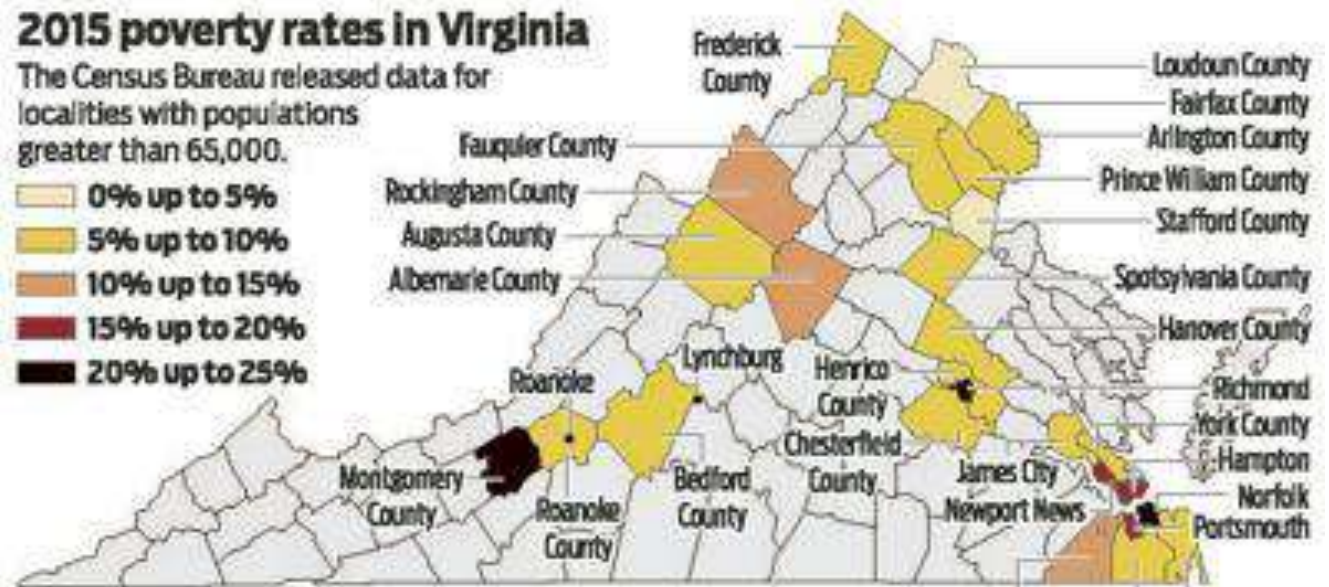 2015 poverty rates in Virginia
The Census Bureau released data for
localities with populations
greater than 65,000.
0% up to 5%
5% up to 10%
10% up to 15%
15% up to 20%
20% up to 25%
Frederick
County
Loudoun County
Fairfax County
Arlington County
Fauquier County
Prince William County
Rockingham County
Stafford County
Augusta County
Albemarle County
Spotsylvania County
Hanover County
Lynchburg
Henrico
County
Roanoke
Richmond
York County
Chesterfield
County
Hampton
James City
Montgomery
County
Bedford
County
Norfolk
Newport News
Roanoke
County
Portsmouth